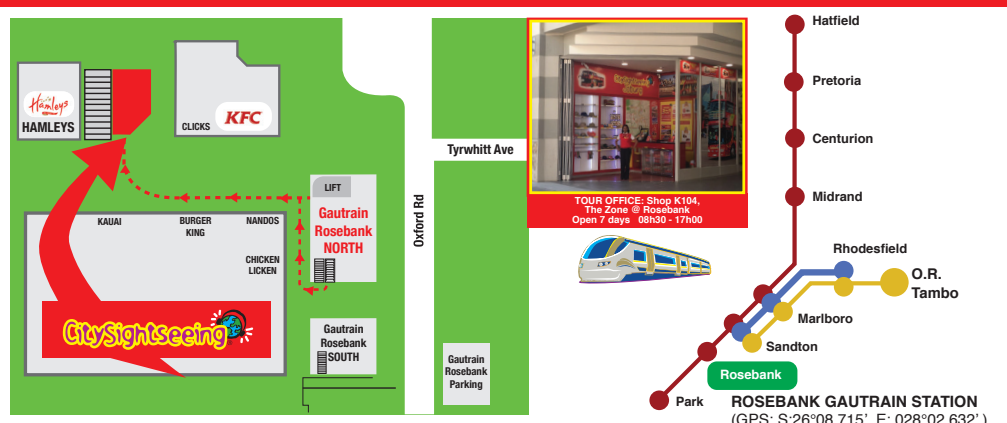 Hamleys
HAMLEYS
CLICKS
KFC
KAUAI
BURGER
KING
NANDOS
CHICKEN
LICKEN
LIFT
Gautrain
Rosebank
NORTH
CitySightseeing
Gautrain
Rosebank
SOUTH
Oxford Rd
Tyrwhitt Ave
Gautrain
Rosebank
Parking
TOUR OFFICE: Shop K104,
The Zone @ Rosebank
Open 7 days 08h30 - 17h00
Hatfield
Pretoria
Centurion
Midrand
Rhodesfield
O.R.
Tambo
Marlboro
Sandton
Rosebank
Park
ROSEBANK GAUTRAIN STATION
(GPS: S:26°08.715' E: 028°02.632' )